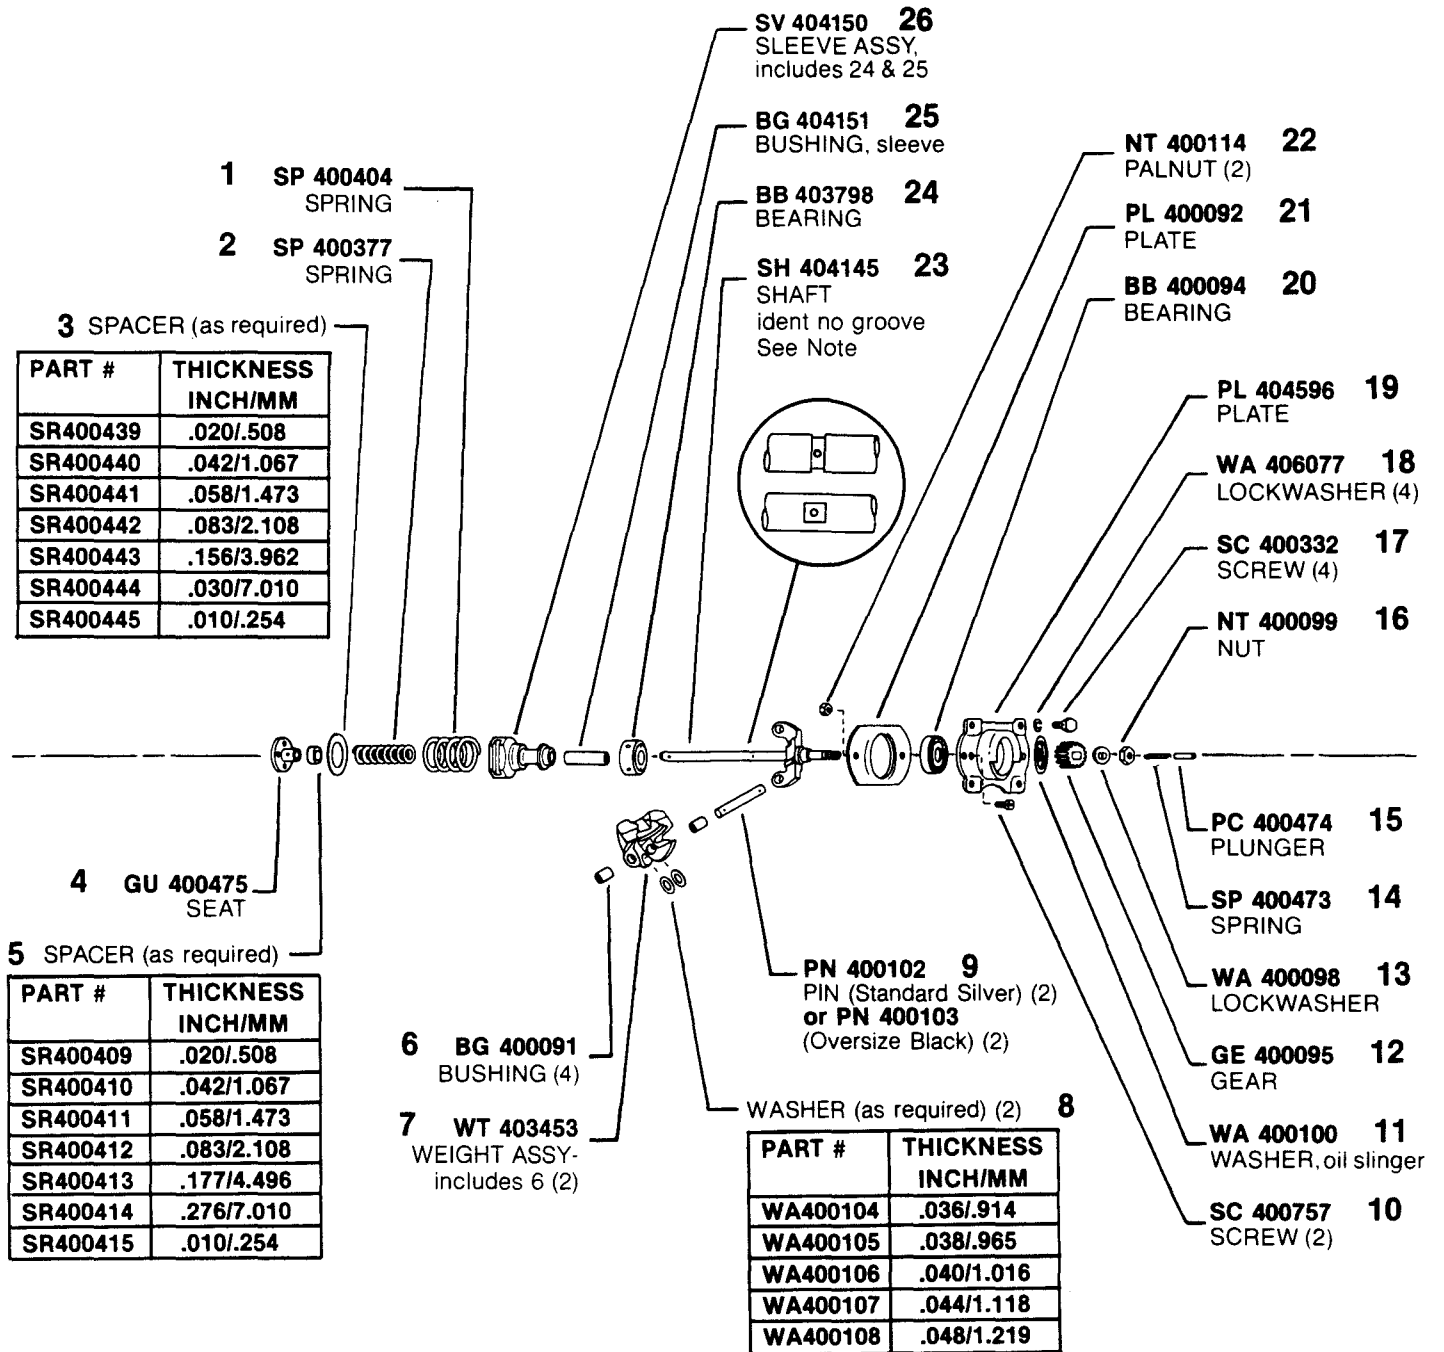 SV 404150 26
SLEEVE ASSY,
includes 24 & 25
BG 404151 25
BUSHING, sleeve
BB 403798 24
BEARING
SH 404145 23
SHAFT
ident no groove
See Note
1 SP 400404
SPRING
2 SP 400377
SPRING
3 SPACER (as required)
PART # THICKNESS
INCH/MM
SR400439 .020/.508
SR400440 .042/1.067
SR400441 .058/1.473
SR400442 .083/2.108
SR400443 .156/3.962
SR400444 .030/7.010
SR400445 .010/.254
NT 400114 22
PALNUT (2)
PL 400092 21
PLATE
BB 400094 20
BEARING
PL 404596 19
PLATE
WA 406077 18
LOCKWASHER (4)
SC 400332 17
SCREW (4)
NT 400099 16
NUT
4 GU 400475
SEAT
5 SPACER (as required)
PART # THICKNESS
INCH/MM
SR400409 .020/.508
SR400410 .042/1.067
SR400411 .058/1.473
SR400412 .083/2.108
SR400413 .177/4.496
SR400414 .276/7.010
SR400415 .010/.254
6 BG 400091
BUSHING (4)
7 WT 403453
WEIGHT ASSY-
includes 6 (2)
PN 400102 9
PIN (Standard Silver) (2)
or PN 400103
(Oversize Black) (2)
WASHER (as required) (2) 8
PART # THICKNESS
INCH/MM
WA400104 .036/.914
WA400105 .038/.965
WA400106 .040/1.016
WA400107 .044/1.118
WA400108 .048/1.219
PC 400474 15
PLUNGER
SP 400473 14
SPRING
WA 400098 13
LOCKWASHER
GE 400095 12
GEAR
WA 400100 11
WASHER, oil slinger
SC 400757 10
SCREW (2)